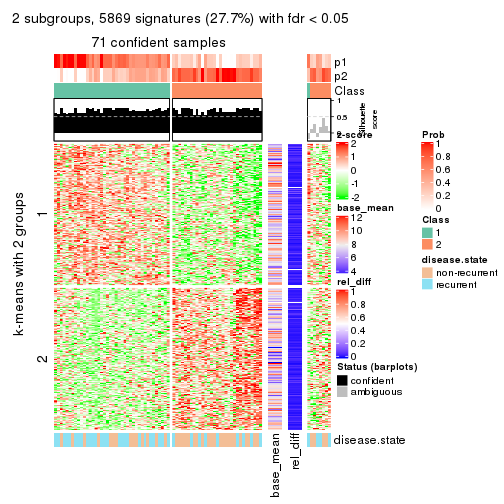 2 subgroups, 5869 signatures (27.7%) with fdr < 0.05
71 confident samples
p1
p2
Class
1
0.5
0
Silhouette
score
k-means with 2 groups
1
2
base_mean
rel_diff
disease.state
z-score
2
1
0
-1
-2
base_mean
12
10
8
6
4
rel_diff
1
0.8
0.6
0.4
0.2
0
Status (barplots)
confident
ambiguous
Prob
1
0.8
0.6
0.4
0.2
0
Class
1
2
disease.state
non-recurrent
recurrent